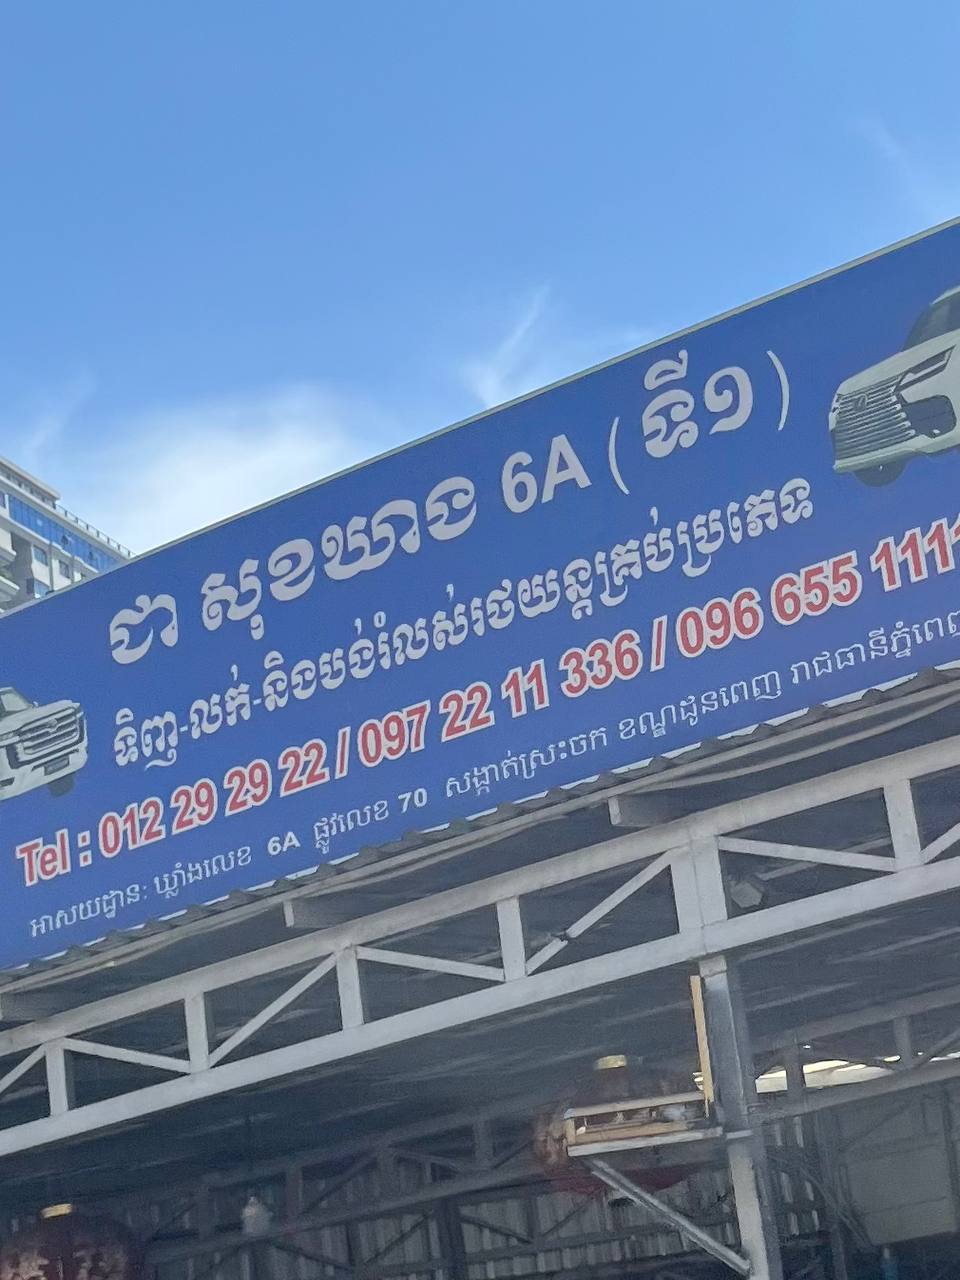 ជា សុខឃាង 6A (ទី១)
ទិញ-លក់-និងបង់រំលស់រថយន្តគ្រប់ប្រភេទ
Tel : 012 29 29 22 / 097 22 11 336 / 096 655 1111
អាសយដ្ឋាន: ឃ្លាំងលេខ 6A ផ្លូវលេខ 70 សង្កាត់ស្រះចក ខណ្ឌដូនពេញ រាជធានីភ្នំពេញ